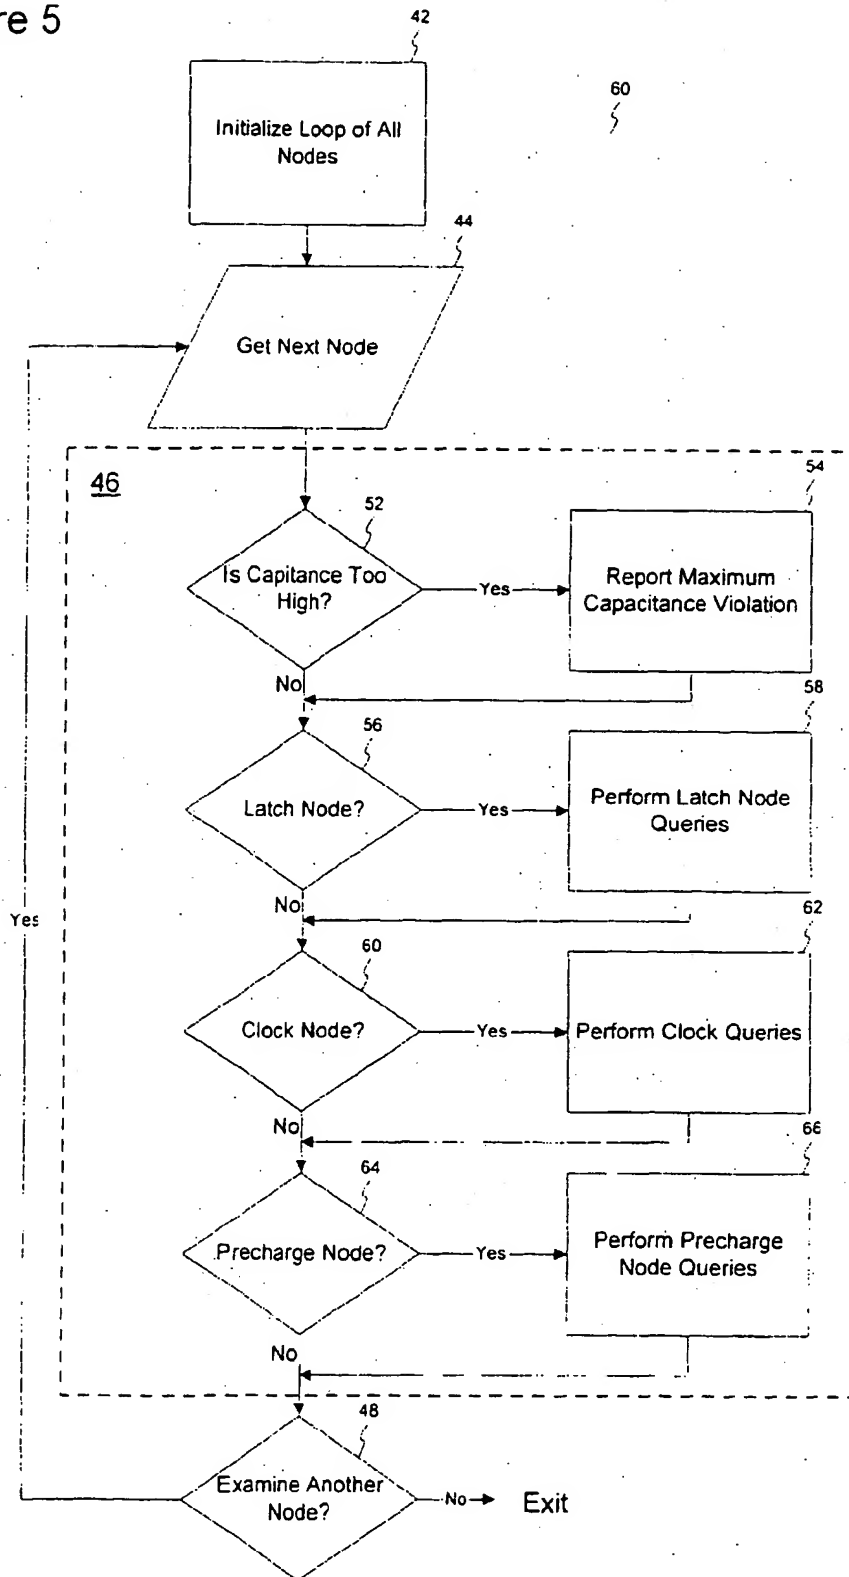 re 5
42
Initialize Loop of All
Nodes
60
44
Get Next Node
46
52
Is Capitance Too
High?
Yes
54
Report Maximum
Capacitance Violation
No
56
Latch Node?
Yes
58
Perform Latch Node
Queries
No
Yes
60
Clock Node?
Yes
62
Perform Clock Queries
No
64
Precharge Node?
Yes
66
Perform Precharge
Node Queries
No
48
Examine Another
Node?
No
Exit